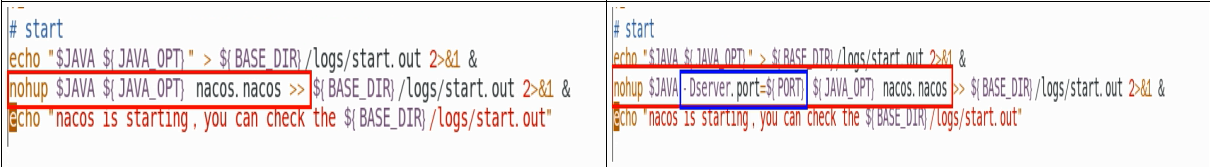 # start
echo "$JAVA ${JAVA_OPT}" > ${BASE_DIR}/logs/start.out 2>&1 &
nohup $JAVA ${JAVA_OPT} nacos.nacos >> ${BASE_DIR}/logs/start.out 2>&1 &
echo "nacos is starting, you can check the ${BASE_DIR}/logs/start.out"
# start
echo "$JAVA ${JAVA_OPT}" > ${BASE_DIR}/logs/start.out 2>&1 &
nohup $JAVA -Dserver.port=${PORT} ${JAVA_OPT} nacos.nacos >> ${BASE_DIR}/logs/start.out 2>&1 &
echo "nacos is starting, you can check the ${BASE_DIR}/logs/start.out"